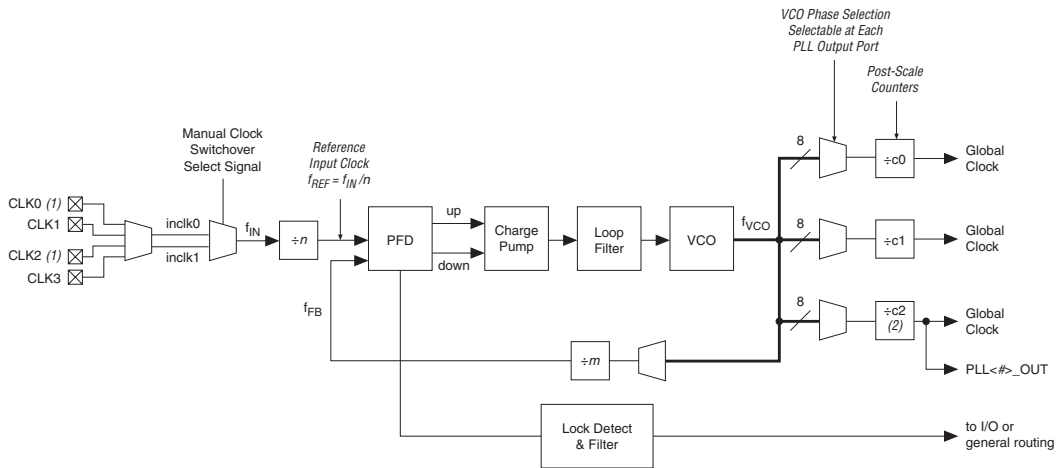 VCO Phase Selection
Selectable at Each
PLL Output Port
Post-Scale
Counters
Manual Clock
Switchover
Select Signal
Reference
Input Clock
fREF = fIN /n
8
÷c0
Global
Clock
CLK0 (1)
CLK1
CLK2 (1)
CLK3
inclk0
inclk1
fIN
÷n
PFD
up
down
Charge
Pump
Loop
Filter
VCO
fVCO
8
÷c1
Global
Clock
fFB
8
÷c2
(2)
Global
Clock
÷m
PLL<#>_OUT
Lock Detect
& Filter
to I/O or
general routing